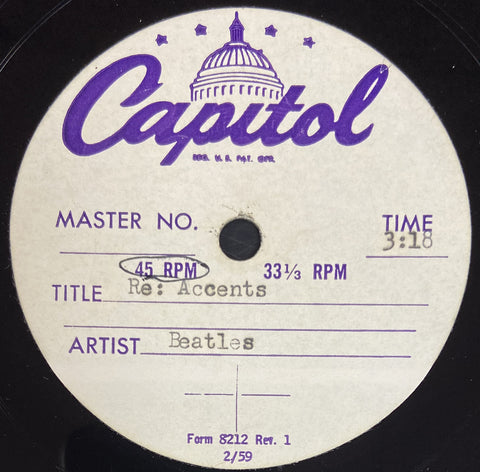 Capitol
REG. U. S. PAT. OFF.
MASTER NO.
TIME
3:18
45 RPM 33⅓ RPM
TITLE Re: Accents
ARTIST Beatles
Form 8212 Rev. 1
2/59